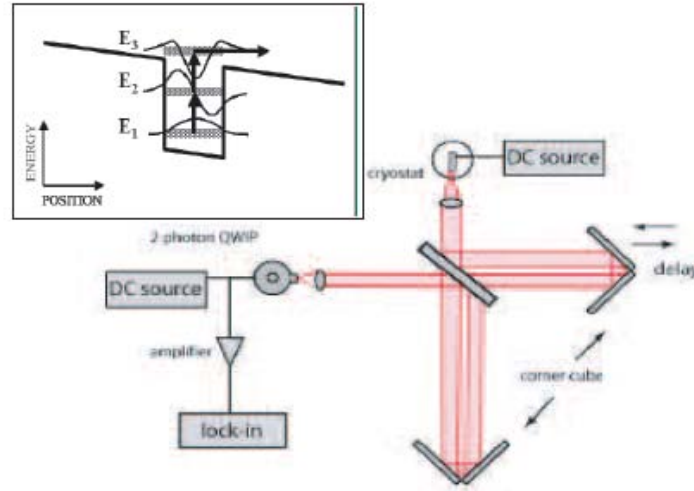 E3
E2
E1
ENERGY
POSITION
DC source
cryostat
2-photon QWIP
DC source
delay
amplifier
corner cube
lock-in